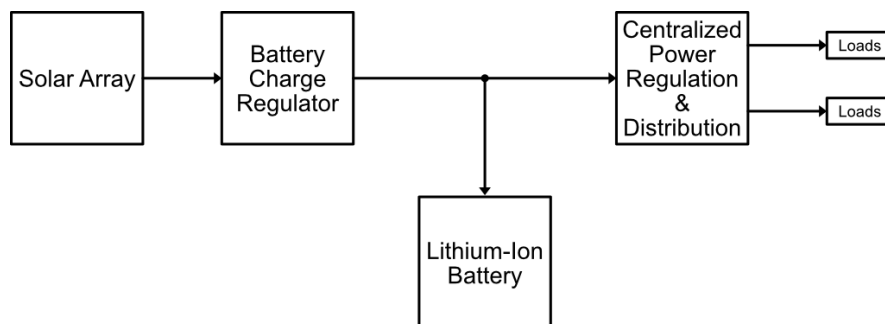 Solar Array
Battery
Charge
Regulator
Centralized
Power
Regulation
&
Distribution
Loads
Loads
Lithium-Ion
Battery